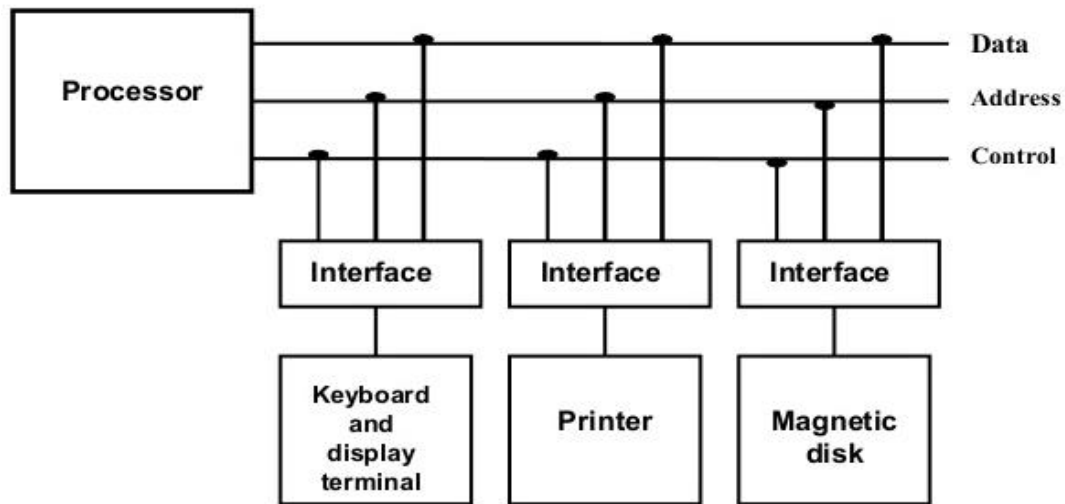 Processor
Data
Address
Control
Interface
Interface
Interface
Keyboard
and
display
terminal
Printer
Magnetic
disk